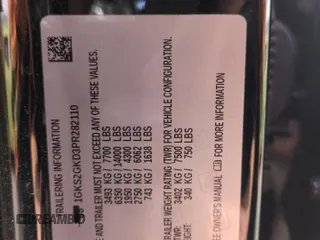 TRAILERING INFORMATION
1GKS2GKD3PR282110
AND TRAILER MUST NOT EXCEED ANY OF THESE VALUES.
3493 KG / 7700 LBS
6350 KG / 14000 LBS
1950 KG / 4300 LBS
2750 KG / 6062 LBS
743 KG / 1638 LBS
TRAILER WEIGHT RATING (TWR) FOR VEHICLE CONFIGURATION.
3402 KG / 7500 LBS
340 KG / 750 LBS
SEE OWNER'S MANUAL FOR MORE INFORMATION